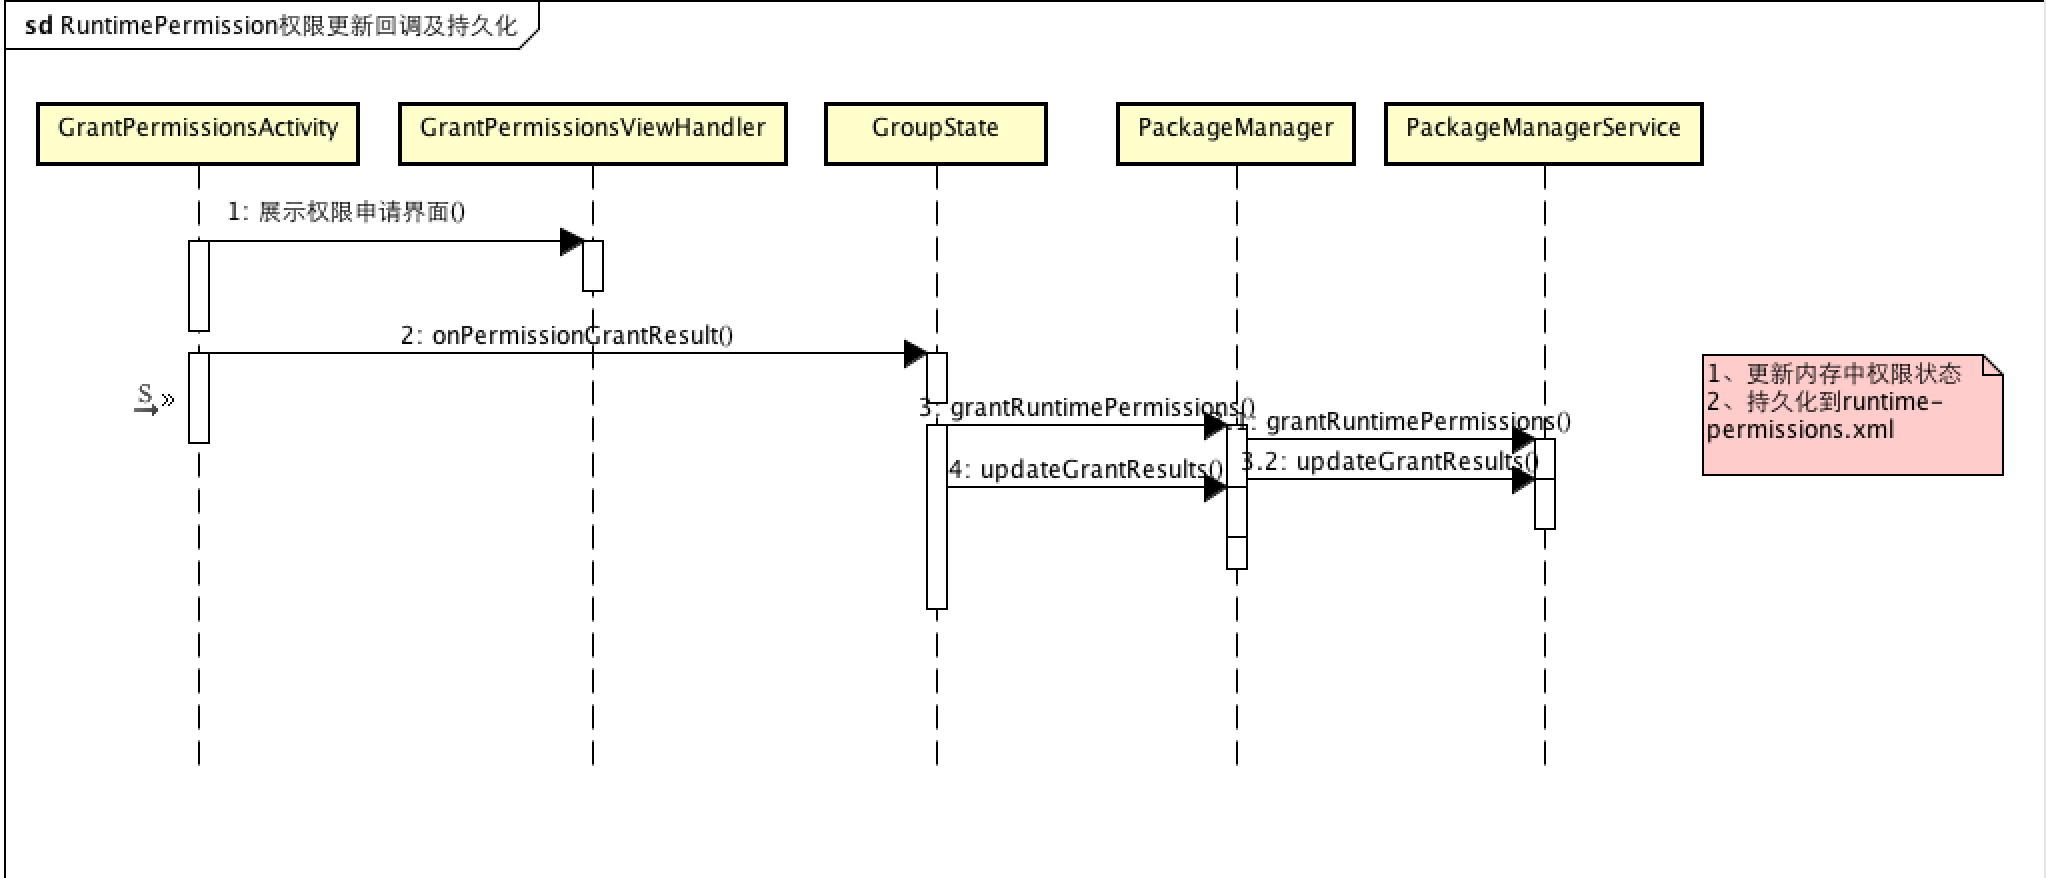 sd RuntimePermission权限更新回调及持久化
GrantPermissionsActivity
GrantPermissionsViewHandler
GroupState
PackageManager
PackageManagerService
1: 展示权限申请界面()
2: onPermissionGrantResult()
S
1、更新内存中权限状态
2、持久化到runtime-
permissions.xml
3: grantRuntimePermissions()
grantRuntimePermissions()
4: updateGrantResults()
3.2: updateGrantResults()